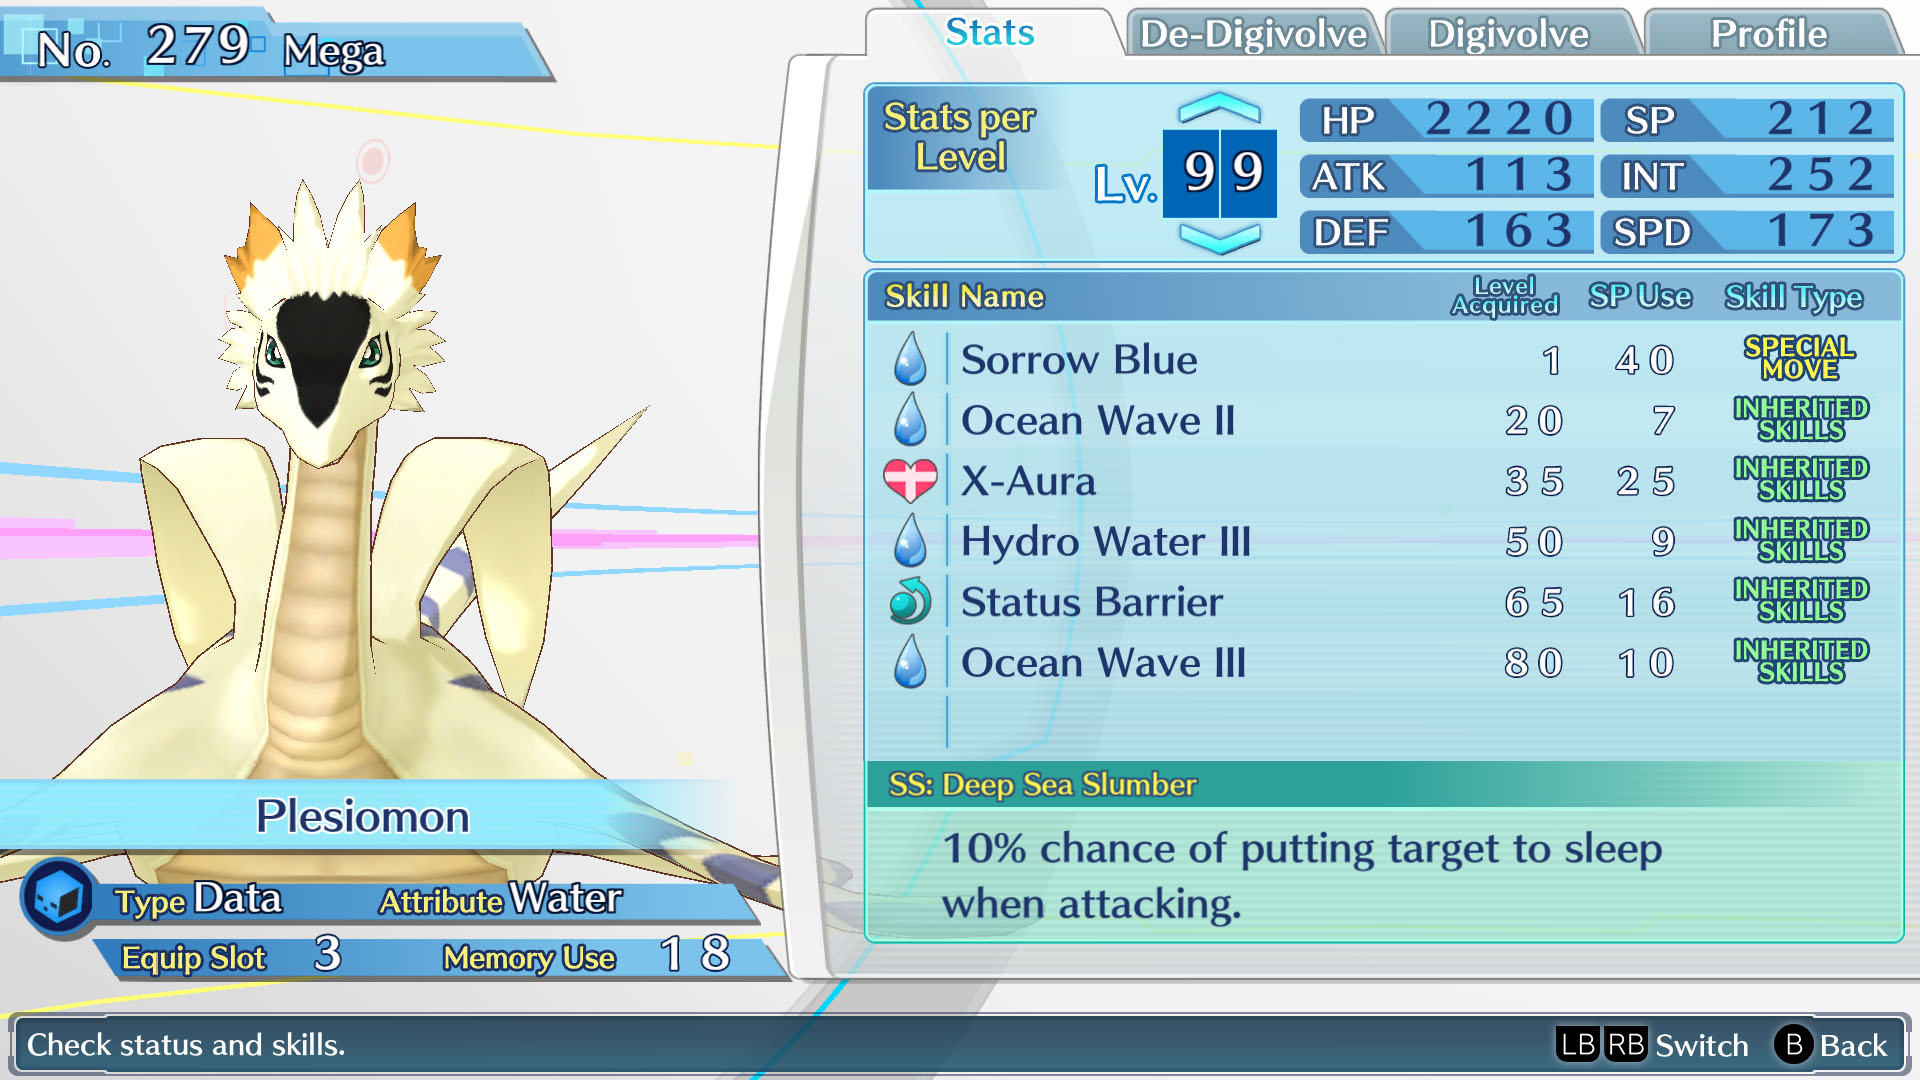 No. 279 Mega
Stats
De-Digivolve
Digivolve
Profile
Stats per
Level
Lv. 99
HP 2220
SP 212
ATK 113
INT 252
DEF 163
SPD 173
Skill Name
Level
Acquired
SP Use
Skill Type
Sorrow Blue 1 40 SPECIAL
MOVE
Ocean Wave II 20 7 INHERITED
SKILLS
X-Aura 35 25 INHERITED
SKILLS
Hydro Water III 50 9 INHERITED
SKILLS
Status Barrier 65 16 INHERITED
SKILLS
Ocean Wave III 80 10 INHERITED
SKILLS
SS: Deep Sea Slumber
10% chance of putting target to sleep
when attacking.
Plesiomon
Type Data Attribute Water
Equip Slot 3 Memory Use 18
Check status and skills.
LB RB Switch B Back